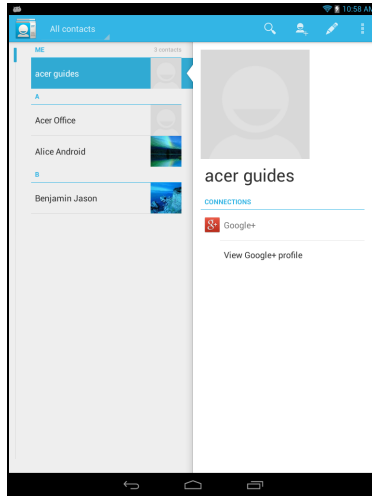 10:58 AM
All contacts
ME
3 contacts
acer guides
A
Acer Office
Alice Android
B
Benjamin Jason
acer guides
CONNECTIONS
Google+
View Google+ profile